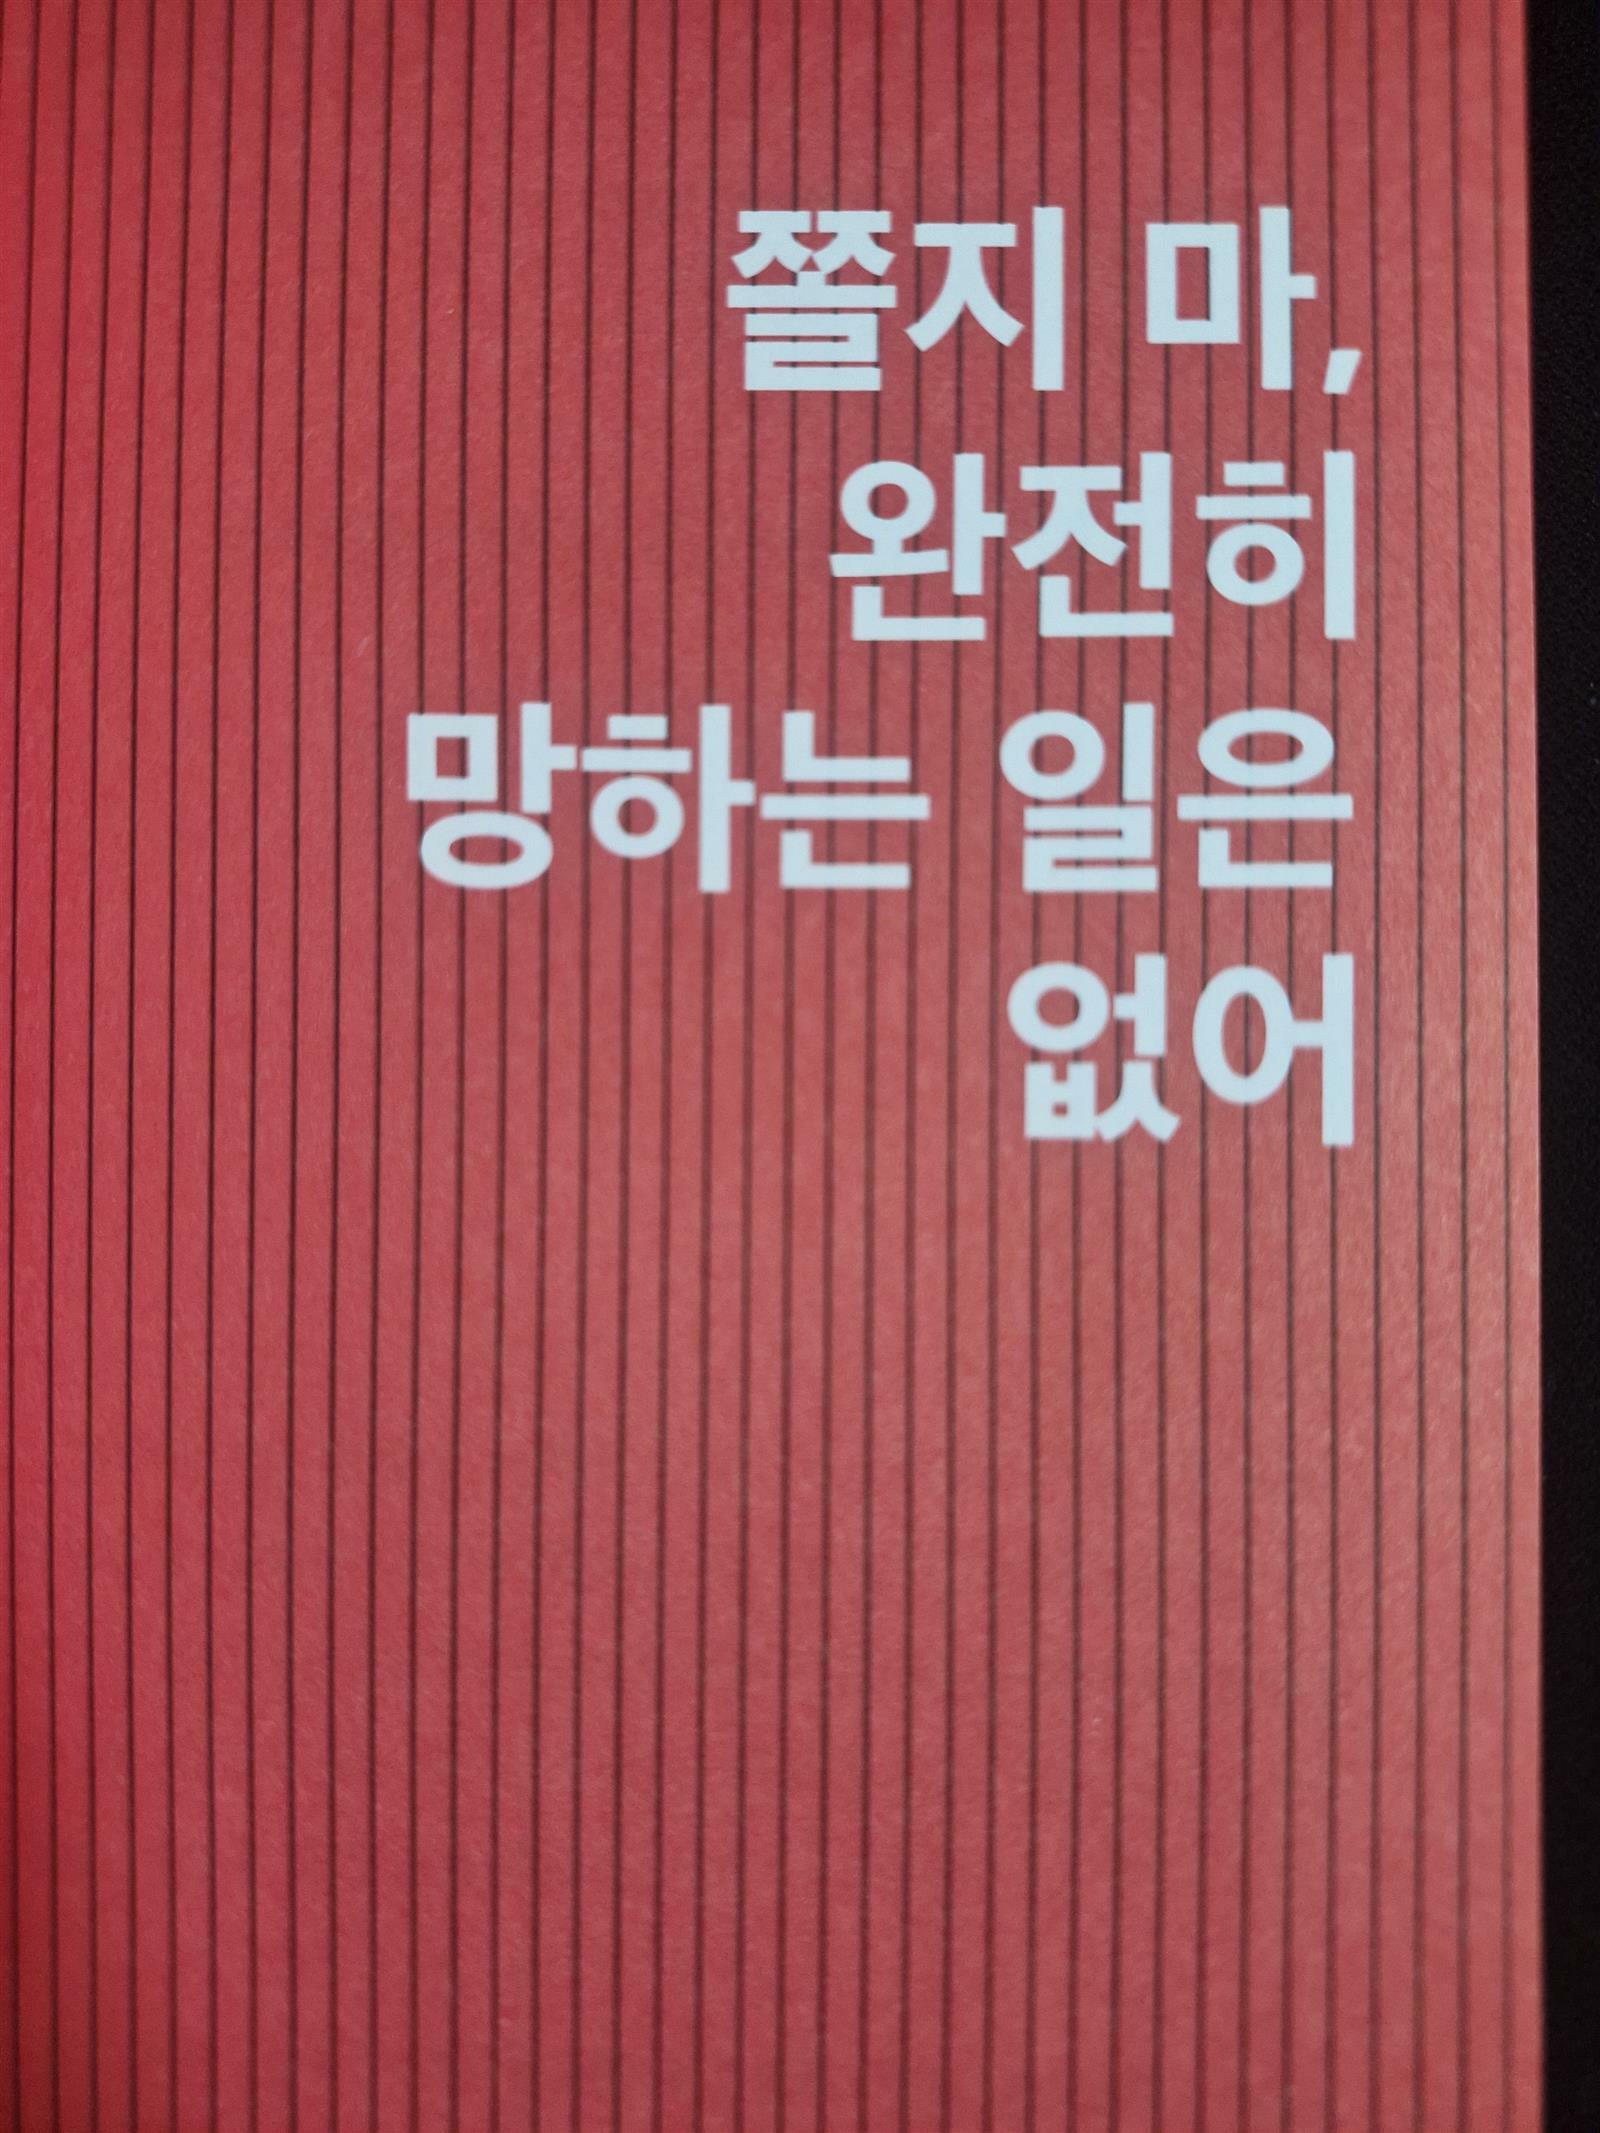 쫄지 마,
완전히
망하는 일은
없어